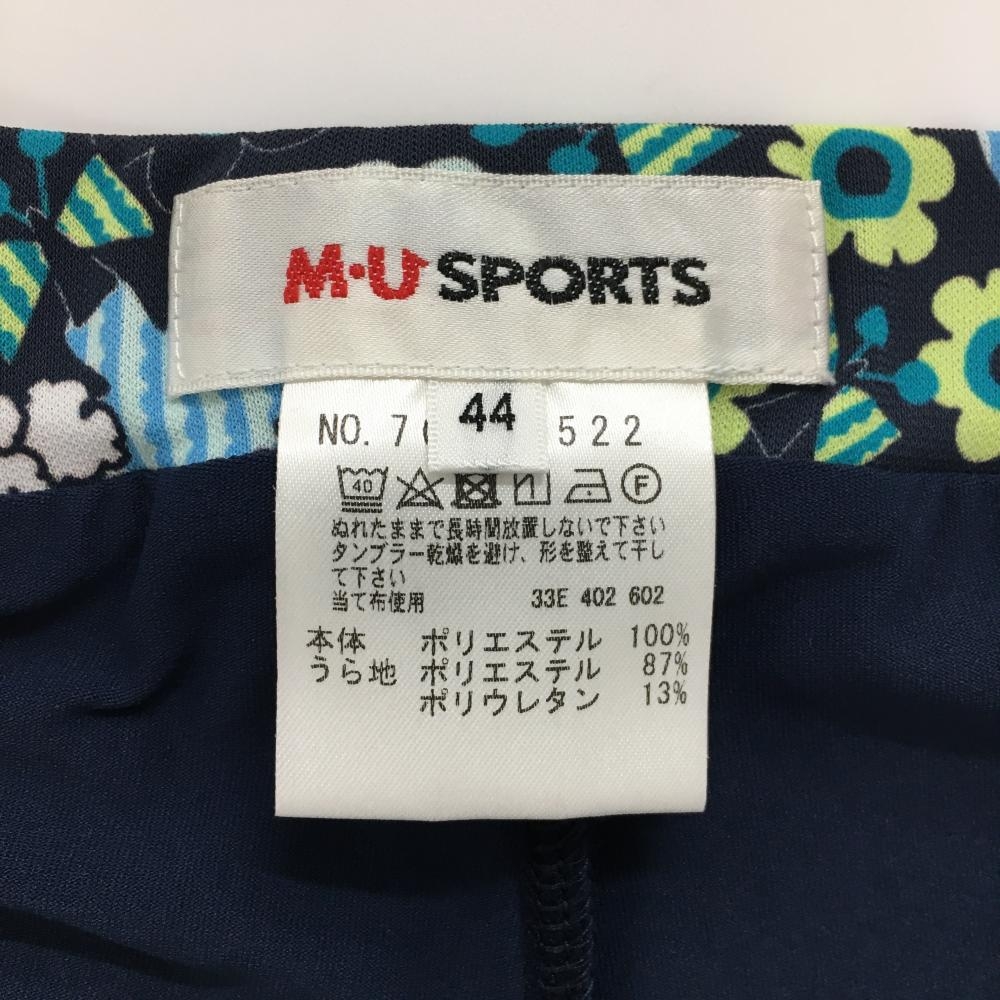 M・U SPORTS
44
NO. 7 522
40 F
ぬれたままで長時間放置しないで下さい
タンブラー乾燥を避け、形を整えて干し
て下さい
当て布使用 33E 402 602
本体 ポリエステル 100%
うら地 ポリエステル 87%
ポリウレタン 13%